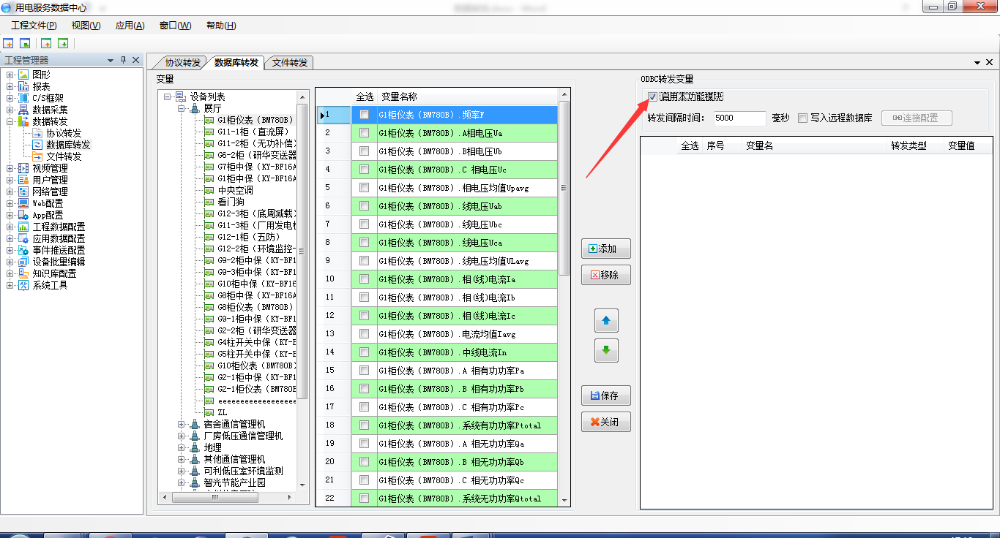 用电服务数据中心
工程文件(P) 视图(V) 应用(A) 窗口(W) 帮助(H)
工程管理器
图形
报表
C/S框架
数据采集
数据转发
协议转发
数据库转发
文件转发
视频管理
用户管理
网络管理
Web配置
App配置
工程数据配置
应用数据配置
事件推送配置
设备批量编辑
知识库配置
系统工具
协议转发 数据库转发 文件转发
变量
设备列表
展厅
G1柜仪表（BM780B）
G11-1柜（直流屏）
G11-2柜（无功补偿）
G6-2柜（研华变送器
G7柜中保（KY-BF16A
G1柜中保（KY-BF16A
中央空调
看门狗
G12-3柜（底周减载）
G11-3柜（厂用发电机
G12-1柜（五防）
G12-2柜（环境监控-
G9-2柜中保（KY-BF1
G9-3柜中保（KY-BF1
G10柜中保（KY-BF16
G8柜中保（KY-BF16A
G8柜仪表（BM780B）
G9-1柜中保（KY-BF1
G2-2柜（研华变送器
G4柱开关中保（KY-B
G5柱开关中保（KY-B
G10柜仪表（BM780B）
G2-1柜中保（KY-BF1
G2-1柜仪表（BM780B
eeeeeeeeeeeeeeeeee
ZL
宿舍通信管理机
厂房低压通信管理机
地埋
其他通信管理机
可利低压室环境监测
智光节能产业园
全选 变量名称
1 G1柜仪表（BM780B）.频率F
2 G1柜仪表（BM780B）.A相电压Ua
3 G1柜仪表（BM780B）.B相电压Ub
4 G1柜仪表（BM780B）.C 相电压Uc
5 G1柜仪表（BM780B）.相电压均值Upavg
6 G1柜仪表（BM780B）.线电压Uab
7 G1柜仪表（BM780B）.线电压Ubc
8 G1柜仪表（BM780B）.线电压Uca
9 G1柜仪表（BM780B）.线电压均值ULavg
10 G1柜仪表（BM780B）.相(线)电流Ia
11 G1柜仪表（BM780B）.相(线)电流Ib
12 G1柜仪表（BM780B）.相(线)电流Ic
13 G1柜仪表（BM780B）.电流均值Iavg
14 G1柜仪表（BM780B）.中线电流In
15 G1柜仪表（BM780B）.A 相有功功率Pa
16 G1柜仪表（BM780B）.B 相有功功率Pb
17 G1柜仪表（BM780B）.C 相有功功率Pc
18 G1柜仪表（BM780B）.系统有功功率Ptotal
19 G1柜仪表（BM780B）.A 相无功功率Qa
20 G1柜仪表（BM780B）.B 相无功功率Qb
21 G1柜仪表（BM780B）.C 相无功功率Qc
22 G1柜仪表（BM780B）.系统无功功率Qtotal
添加
移除
保存
关闭
ODBC转发变量
启用本功能模块
转发间隔时间： 5000 毫秒 写入远程数据库 连接配置
全选 序号 变量名 转发类型 变量值